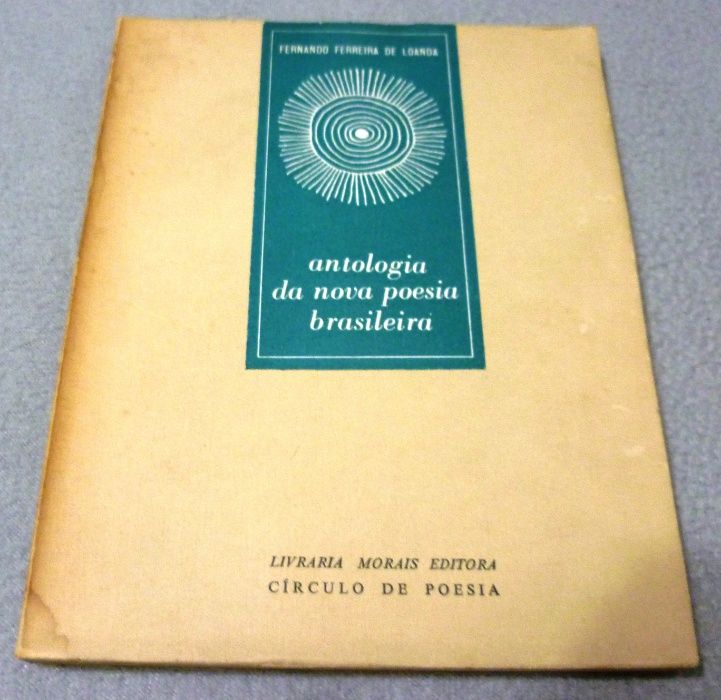 FERNANDO FERREIRA DE LOANDA
antologia
da nova poesia
brasileira
LIVRARIA MORAIS EDITORA
CÍRCULO DE POESIA